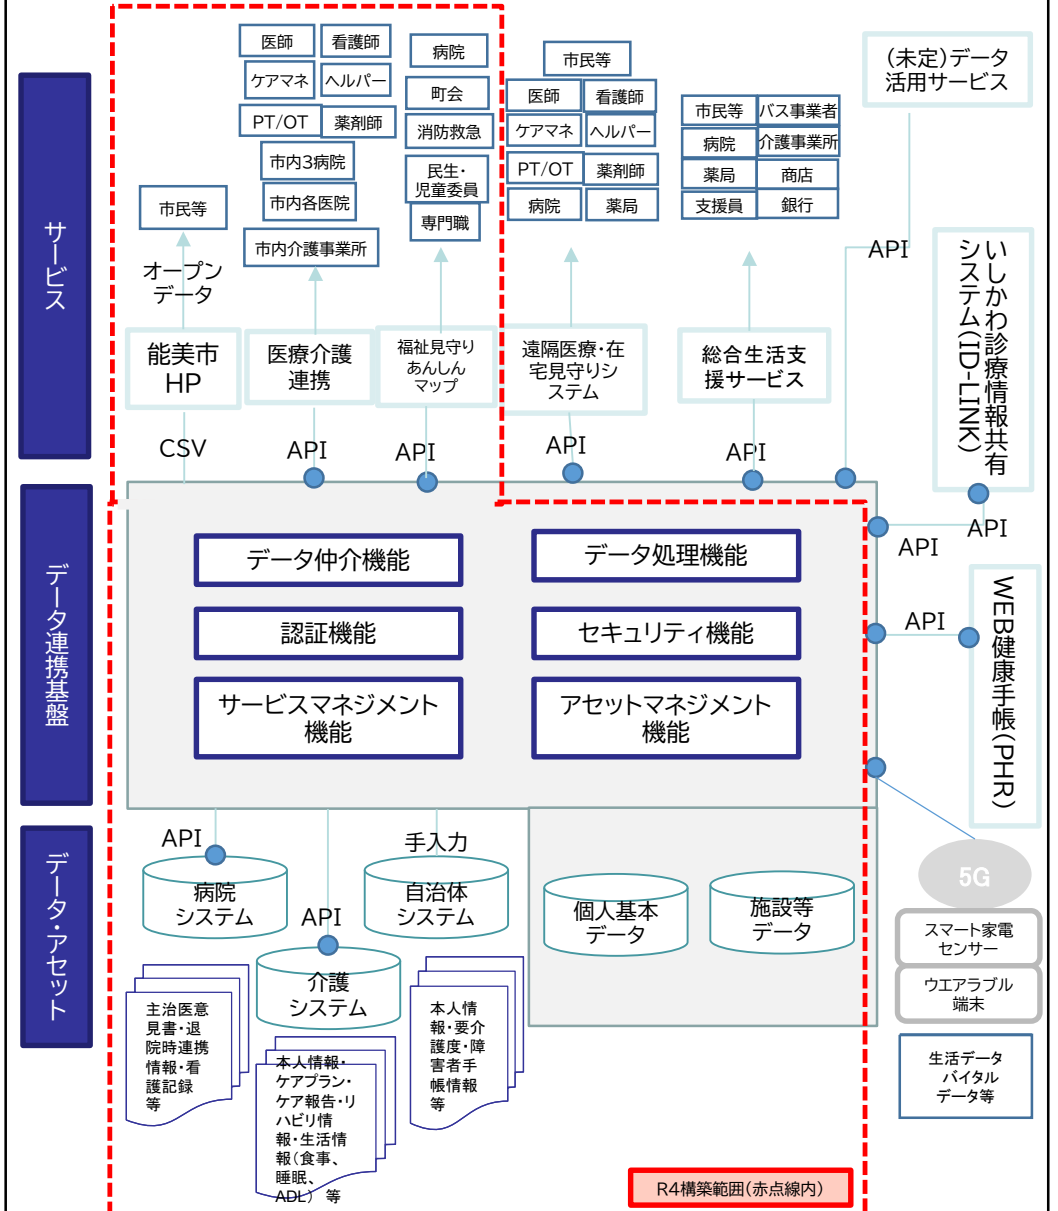 サービス
データ連携基盤
データ・アセット
市民等
オープン
データ
能美市
HP
CSV
医師
看護師
ケアマネ
ヘルパー
PT/OT
薬剤師
市内3病院
市内各医院
市内介護事業所
医療介護
連携
API
病院
町会
消防救急
民生・
児童委員
専門職
福祉見守り
あんしん
マップ
API
市民等
医師
看護師
ケアマネ
ヘルパー
PT/OT
薬剤師
病院
薬局
遠隔医療・在
宅見守りシ
ステム
API
市民等
バス事業者
病院
介護事業所
薬局
商店
支援員
銀行
総合生活支
援サービス
API
(未定)データ
活用サービス
API
いしかわ診療情報共有
システム(ID-LINK)
API
API
WEB健康手帳(PHR)
API
データ仲介機能
データ処理機能
認証機能
セキュリティ機能
サービスマネジメント
機能
アセットマネジメント
機能
API
病院
システム
API
介護
システム
手入力
自治体
システム
個人基本
データ
施設等
データ
主治医意
見書・退
院時連携
情報・看
護記録
等
本人情報・
ケアプラン・
ケア報告・リ
ハビリ情
報・生活情
報(食事、
睡眠、
ADL) 等
本人情
報・要介
護度・障
害者手
帳情報
等
5G
スマート家電
センサー
ウエアラブル
端末
生活データ
バイタル
データ等
R4構築範囲(赤点線内)